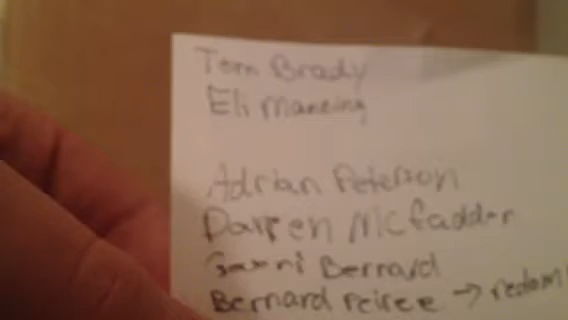 Tom Brady
Eli Manning
Adrian Peterson
Darren Mcfadden
Bernard
Bernard Peirce →